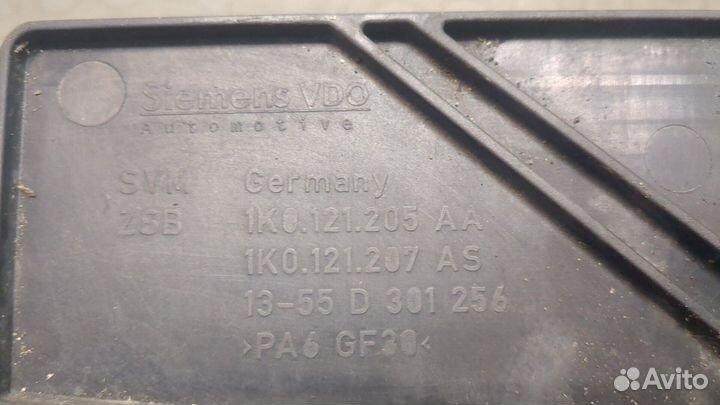 Siemens VDO
Automotive
SVM Germany
ZSB 1K0.121.205 AA
1K0.121.207 AS
13-55 D 301 256
>PA6 GF30<
Avito